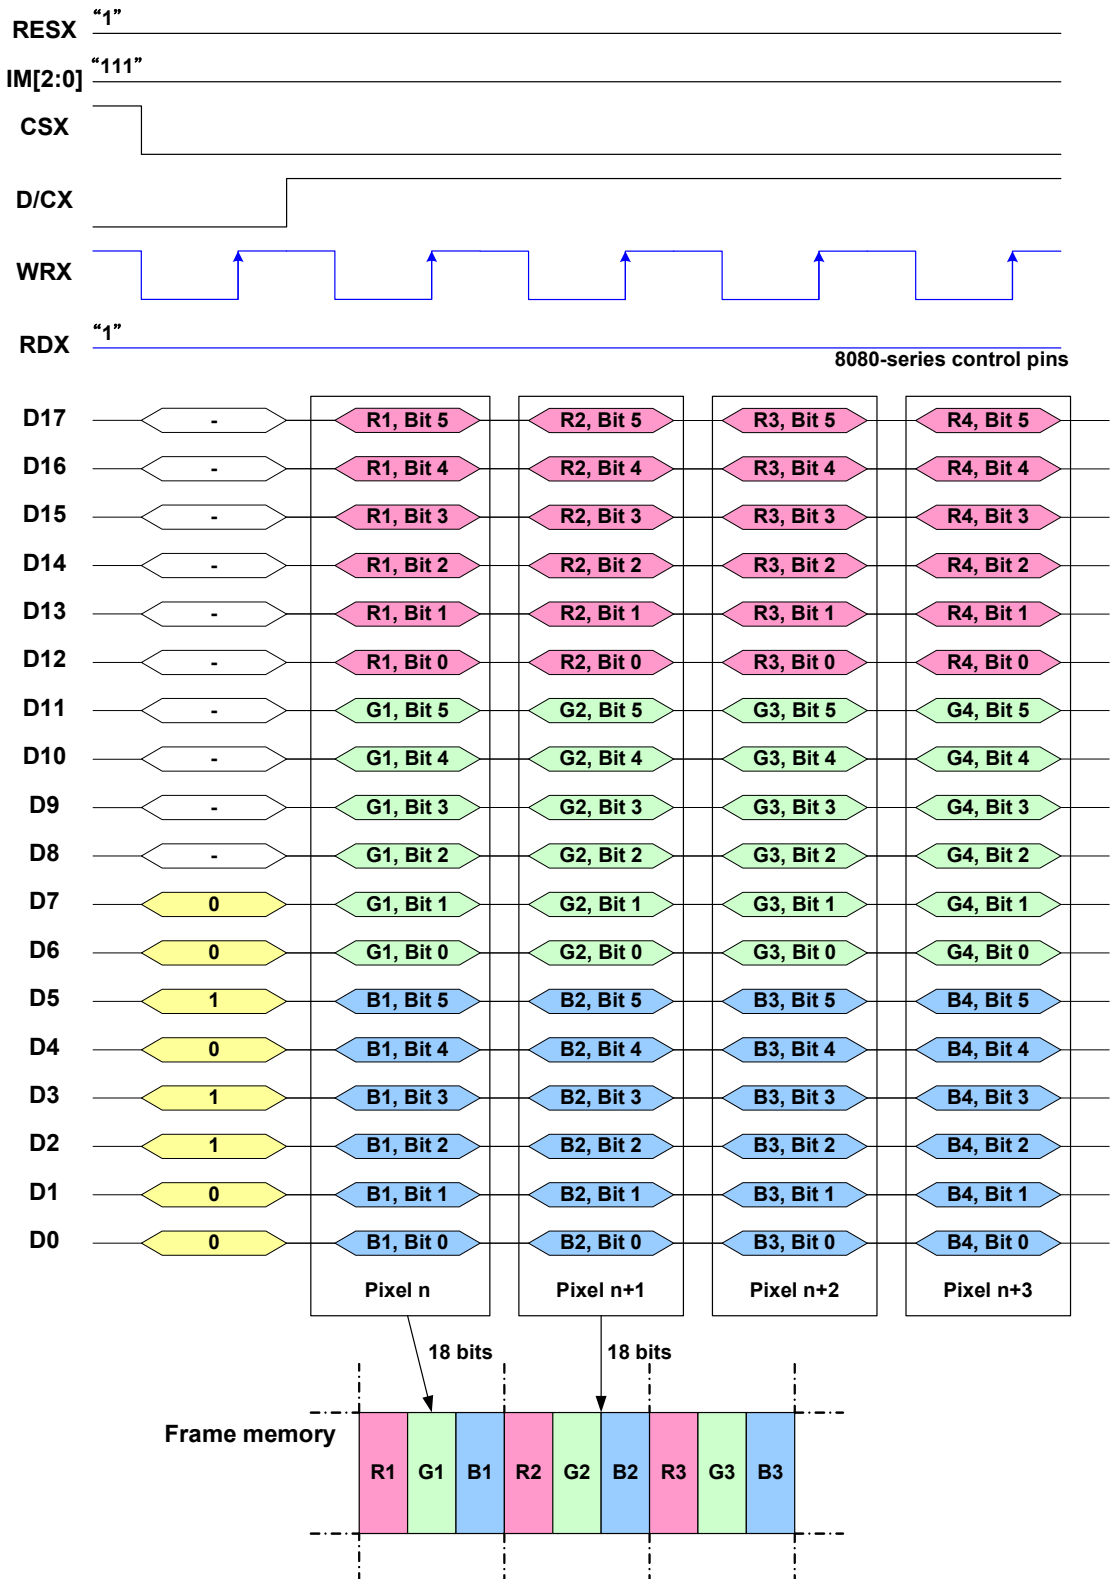 RESX “1”
IM[2:0] “111”
CSX
D/CX
WRX
RDX “1”
8080-series control pins
D17 - R1, Bit 5 R2, Bit 5 R3, Bit 5 R4, Bit 5
D16 - R1, Bit 4 R2, Bit 4 R3, Bit 4 R4, Bit 4
D15 - R1, Bit 3 R2, Bit 3 R3, Bit 3 R4, Bit 3
D14 - R1, Bit 2 R2, Bit 2 R3, Bit 2 R4, Bit 2
D13 - R1, Bit 1 R2, Bit 1 R3, Bit 1 R4, Bit 1
D12 - R1, Bit 0 R2, Bit 0 R3, Bit 0 R4, Bit 0
D11 - G1, Bit 5 G2, Bit 5 G3, Bit 5 G4, Bit 5
D10 - G1, Bit 4 G2, Bit 4 G3, Bit 4 G4, Bit 4
D9 - G1, Bit 3 G2, Bit 3 G3, Bit 3 G4, Bit 3
D8 - G1, Bit 2 G2, Bit 2 G3, Bit 2 G4, Bit 2
D7 0 G1, Bit 1 G2, Bit 1 G3, Bit 1 G4, Bit 1
D6 0 G1, Bit 0 G2, Bit 0 G3, Bit 0 G4, Bit 0
D5 1 B1, Bit 5 B2, Bit 5 B3, Bit 5 B4, Bit 5
D4 0 B1, Bit 4 B2, Bit 4 B3, Bit 4 B4, Bit 4
D3 1 B1, Bit 3 B2, Bit 3 B3, Bit 3 B4, Bit 3
D2 1 B1, Bit 2 B2, Bit 2 B3, Bit 2 B4, Bit 2
D1 0 B1, Bit 1 B2, Bit 1 B3, Bit 1 B4, Bit 1
D0 0 B1, Bit 0 B2, Bit 0 B3, Bit 0 B4, Bit 0
Pixel n Pixel n+1 Pixel n+2 Pixel n+3
18 bits 18 bits
Frame memory
R1 G1 B1 R2 G2 B2 R3 G3 B3